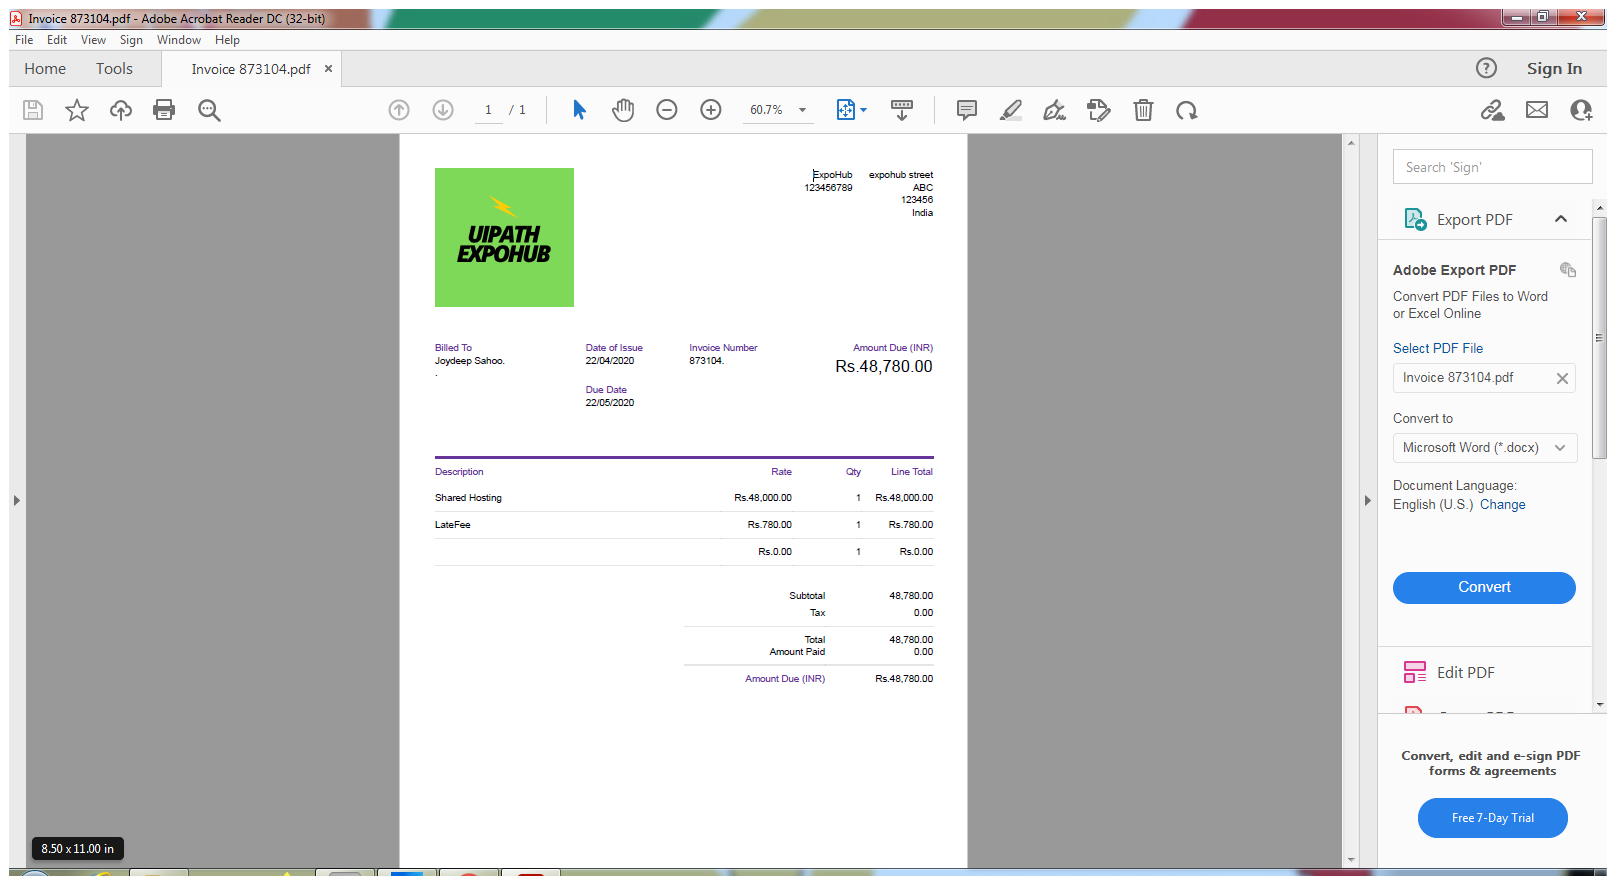 Invoice 873104.pdf - Adobe Acrobat Reader DC (32-bit)
File Edit View Sign Window Help
Home Tools Invoice 873104.pdf × Sign In
1 / 1 60.7%
Search 'Sign'
Export PDF
Adobe Export PDF
Convert PDF Files to Word
or Excel Online
Select PDF File
Invoice 873104.pdf
Convert to
Microsoft Word (*.docx)
Document Language:
English (U.S.) Change
Convert
Edit PDF
Convert, edit and e-sign PDF
forms & agreements
Free 7-Day Trial
UIPATH
EXPOHUB
ExpoHub expohub street
123456789 ABC
123456
India
Billed To Date of Issue Invoice Number Amount Due (INR)
Joydeep Sahoo. 22/04/2020 873104. Rs.48,780.00
.
Due Date
22/05/2020
Description Rate Qty Line Total
Shared Hosting Rs.48,000.00 1 Rs.48,000.00
LateFee Rs.780.00 1 Rs.780.00
Rs.0.00 1 Rs.0.00
Subtotal 48,780.00
Tax 0.00
Total 48,780.00
Amount Paid 0.00
Amount Due (INR) Rs.48,780.00
8.50 x 11.00 in